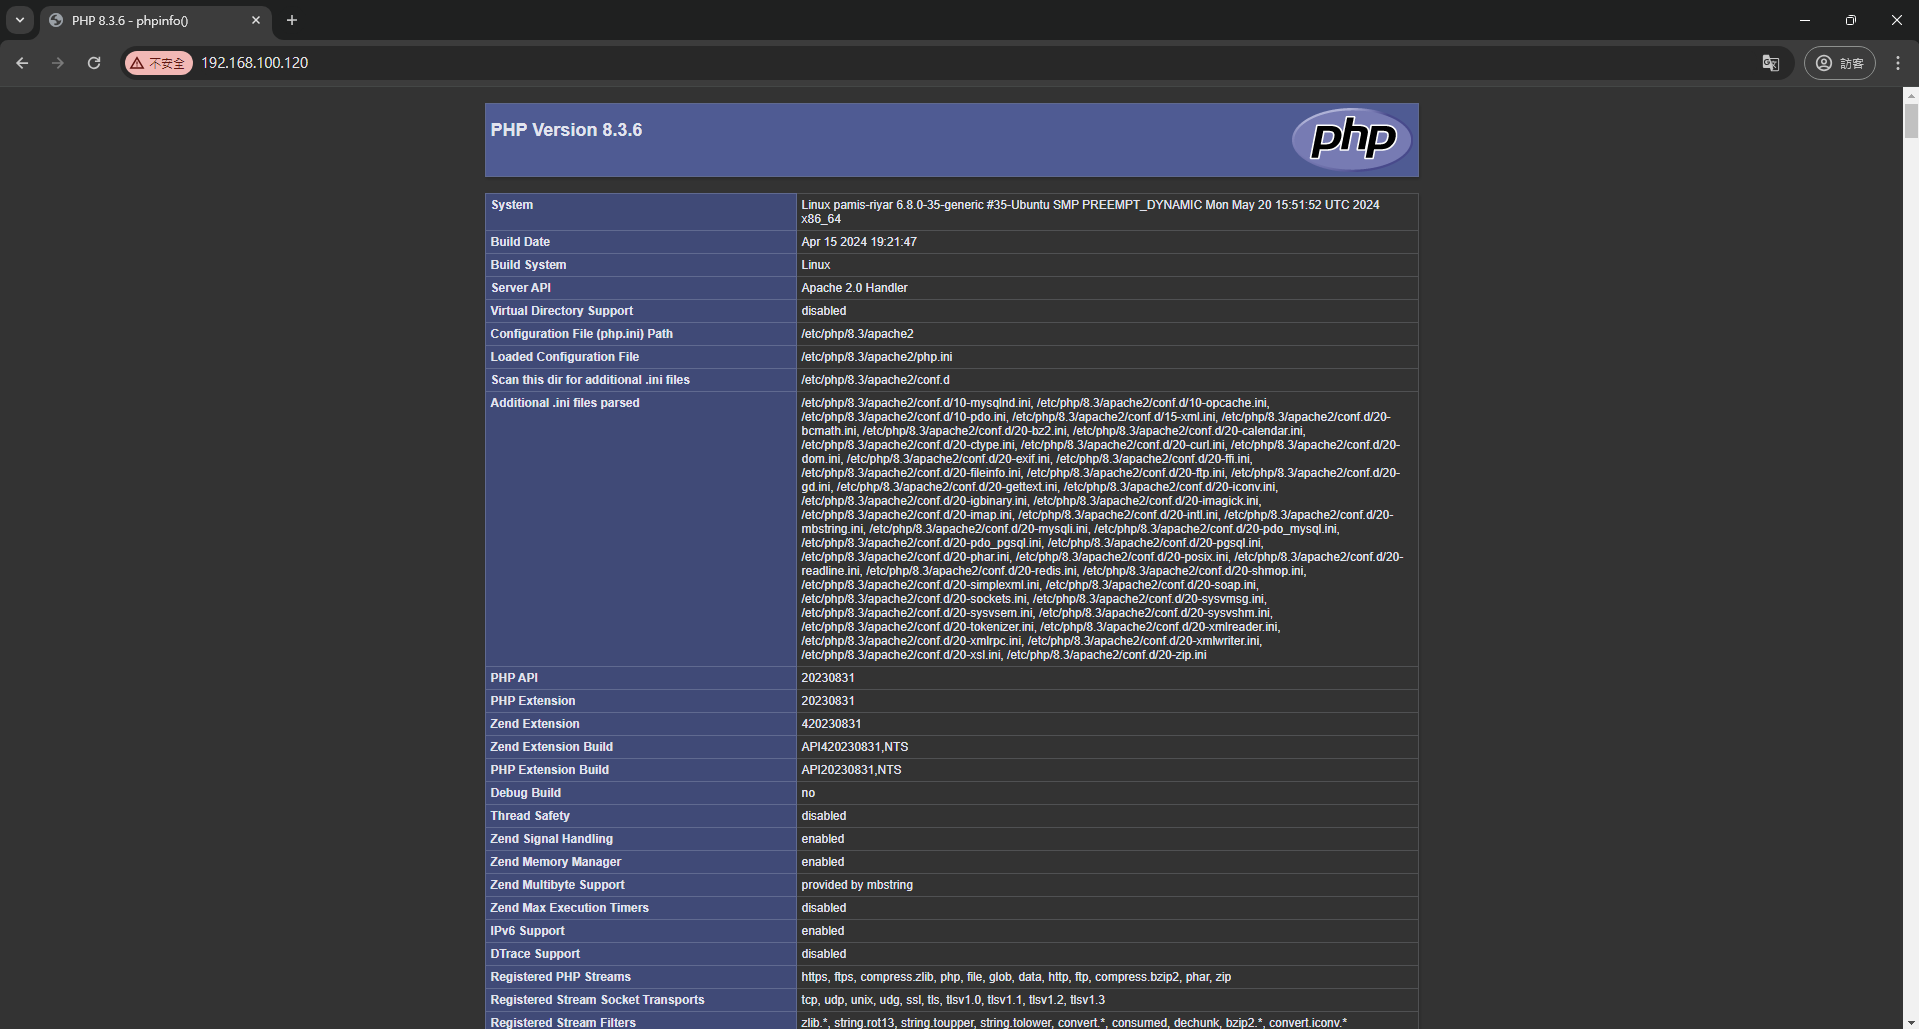 PHP 8.3.6 - phpinfo()
不安全
192.168.100.120
訪客
PHP Version 8.3.6
php
System
Linux pamis-riyar 6.8.0-35-generic #35-Ubuntu SMP PREEMPT_DYNAMIC Mon May 20 15:51:52 UTC 2024
x86_64
Build Date
Apr 15 2024 19:21:47
Build System
Linux
Server API
Apache 2.0 Handler
Virtual Directory Support
disabled
Configuration File (php.ini) Path
/etc/php/8.3/apache2
Loaded Configuration File
/etc/php/8.3/apache2/php.ini
Scan this dir for additional .ini files
/etc/php/8.3/apache2/conf.d
Additional .ini files parsed
/etc/php/8.3/apache2/conf.d/10-mysqlnd.ini, /etc/php/8.3/apache2/conf.d/10-opcache.ini,
/etc/php/8.3/apache2/conf.d/10-pdo.ini, /etc/php/8.3/apache2/conf.d/15-xml.ini, /etc/php/8.3/apache2/conf.d/20-
bcmath.ini, /etc/php/8.3/apache2/conf.d/20-bz2.ini, /etc/php/8.3/apache2/conf.d/20-calendar.ini,
/etc/php/8.3/apache2/conf.d/20-ctype.ini, /etc/php/8.3/apache2/conf.d/20-curl.ini, /etc/php/8.3/apache2/conf.d/20-
dom.ini, /etc/php/8.3/apache2/conf.d/20-exif.ini, /etc/php/8.3/apache2/conf.d/20-ffi.ini,
/etc/php/8.3/apache2/conf.d/20-fileinfo.ini, /etc/php/8.3/apache2/conf.d/20-ftp.ini, /etc/php/8.3/apache2/conf.d/20-
gd.ini, /etc/php/8.3/apache2/conf.d/20-gettext.ini, /etc/php/8.3/apache2/conf.d/20-iconv.ini,
/etc/php/8.3/apache2/conf.d/20-igbinary.ini, /etc/php/8.3/apache2/conf.d/20-imagick.ini,
/etc/php/8.3/apache2/conf.d/20-imap.ini, /etc/php/8.3/apache2/conf.d/20-intl.ini, /etc/php/8.3/apache2/conf.d/20-
mbstring.ini, /etc/php/8.3/apache2/conf.d/20-mysqli.ini, /etc/php/8.3/apache2/conf.d/20-pdo_mysql.ini,
/etc/php/8.3/apache2/conf.d/20-pdo_pgsql.ini, /etc/php/8.3/apache2/conf.d/20-pgsql.ini,
/etc/php/8.3/apache2/conf.d/20-phar.ini, /etc/php/8.3/apache2/conf.d/20-posix.ini, /etc/php/8.3/apache2/conf.d/20-
readline.ini, /etc/php/8.3/apache2/conf.d/20-redis.ini, /etc/php/8.3/apache2/conf.d/20-shmop.ini,
/etc/php/8.3/apache2/conf.d/20-simplexml.ini, /etc/php/8.3/apache2/conf.d/20-soap.ini,
/etc/php/8.3/apache2/conf.d/20-sockets.ini, /etc/php/8.3/apache2/conf.d/20-sysvmsg.ini,
/etc/php/8.3/apache2/conf.d/20-sysvsem.ini, /etc/php/8.3/apache2/conf.d/20-sysvshm.ini,
/etc/php/8.3/apache2/conf.d/20-tokenizer.ini, /etc/php/8.3/apache2/conf.d/20-xmlreader.ini,
/etc/php/8.3/apache2/conf.d/20-xmlrpc.ini, /etc/php/8.3/apache2/conf.d/20-xmlwriter.ini,
/etc/php/8.3/apache2/conf.d/20-xsl.ini, /etc/php/8.3/apache2/conf.d/20-zip.ini
PHP API
20230831
PHP Extension
20230831
Zend Extension
420230831
Zend Extension Build
API420230831,NTS
PHP Extension Build
API20230831,NTS
Debug Build
no
Thread Safety
disabled
Zend Signal Handling
enabled
Zend Memory Manager
enabled
Zend Multibyte Support
provided by mbstring
Zend Max Execution Timers
disabled
IPv6 Support
enabled
DTrace Support
disabled
Registered PHP Streams
https, ftps, compress.zlib, php, file, glob, data, http, ftp, compress.bzip2, phar, zip
Registered Stream Socket Transports
tcp, udp, unix, udg, ssl, tls, tlsv1.0, tlsv1.1, tlsv1.2, tlsv1.3
Registered Stream Filters
zlib.*, string.rot13, string.toupper, string.tolower, convert.*, consumed, dechunk, bzip2.*, convert.iconv.*